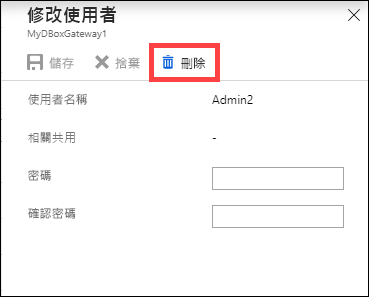 修改使用者
MyDBoxGateway1
儲存 捨棄 刪除
使用者名稱 Admin2
相關共用 -
密碼
確認密碼